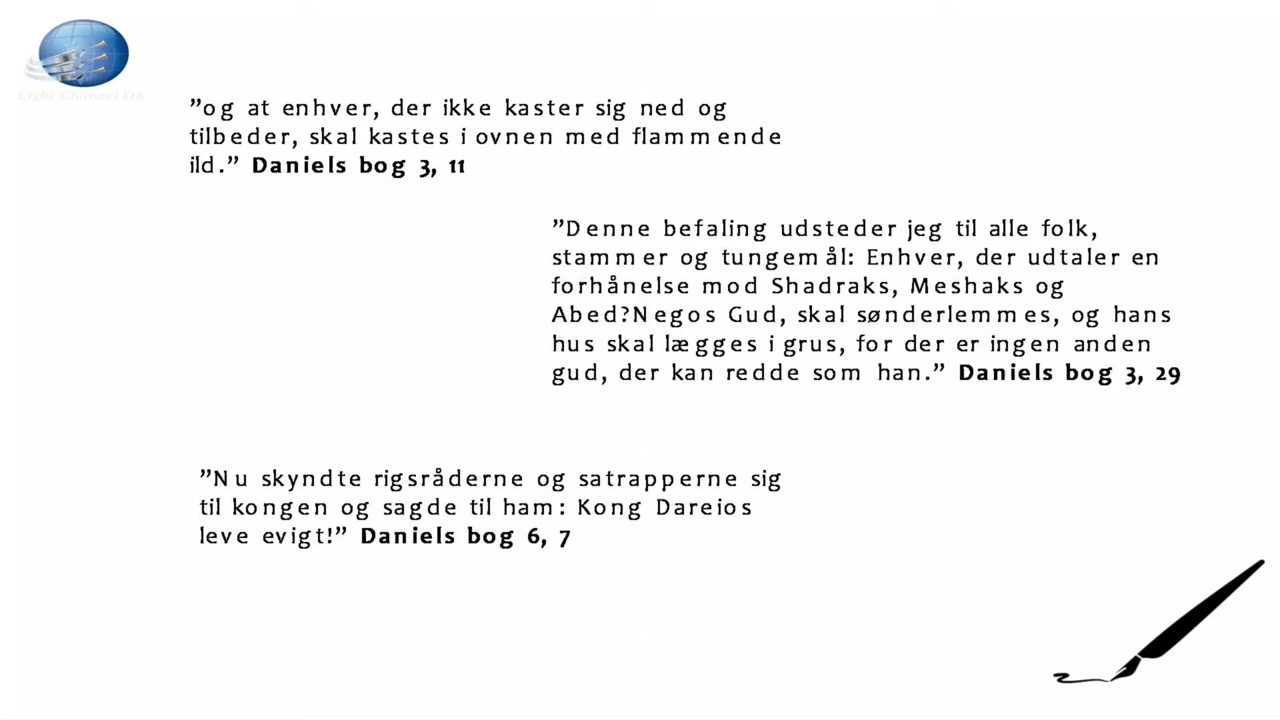 Light Channel DK
”og at enhver, der ikke kaster sig ned og
tilbeder, skal kastes i ovnen med flammende
ild.” Daniels bog 3, 11
”Denne befaling udsteder jeg til alle folk,
stammer og tungemål: Enhver, der udtaler en
forhånelse mod Shadraks, Meshaks og
Abed?Negos Gud, skal sønderlemmes, og hans
hus skal lægges i grus, for der er ingen anden
gud, der kan redde som han.” Daniels bog 3, 29
”Nu skyndte rigsråderne og satrapperne sig
til kongen og sagde til ham: Kong Dareios
leve evigt!” Daniels bog 6, 7